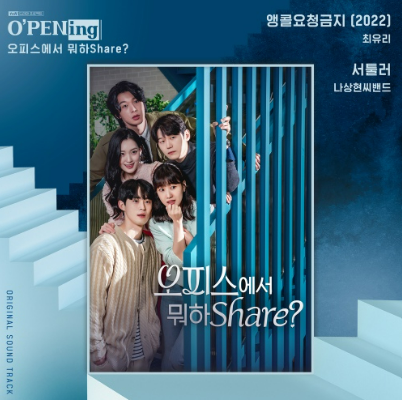 O'PENing
오피스에서 뭐하Share?
앵콜요청금지 (2022)
최유리
서툴러
나상현씨밴드
오피스에서
뭐하Share?
ORIGINAL SOUND TRACK